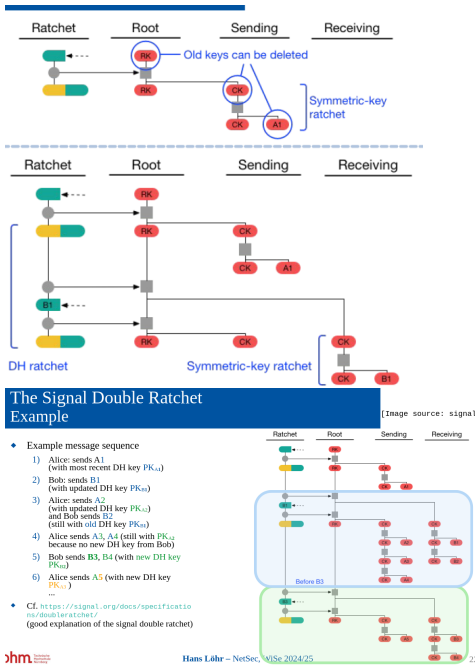 Ratchet Root Sending Receiving
RK
Old keys can be deleted
RK CK
Symmetric-key
ratchet
CK A1
Ratchet Root Sending Receiving
RK
RK CK
CK A1
B1
RK CK CK
DH ratchet Symmetric-key ratchet
CK B1
The Signal Double Ratchet
Example
[Image source: signal
Example message sequence
1) Alice: sends A1
(with most recent DH key PKA1)
2) Bob: sends B1
(with updated DH key PKB1)
3) Alice: sends A2
(with updated DH key PKA2)
and Bob sends B2
(still with old DH key PKB1)
4) Alice sends A3, A4 (still with PKA2
because no new DH key from Bob)
5) Bob sends B3, B4 (with new DH key
PKB2)
6) Alice sends A5 (with new DH key
PKA3)
...
Cf. https://signal.org/docs/specificatio
ns/doubleratchet/
(good explanation of the signal double ratchet)
Ratchet Root Sending Receiving
Before B3
ohm
Hans Löhr – NetSec, WiSe 2024/25